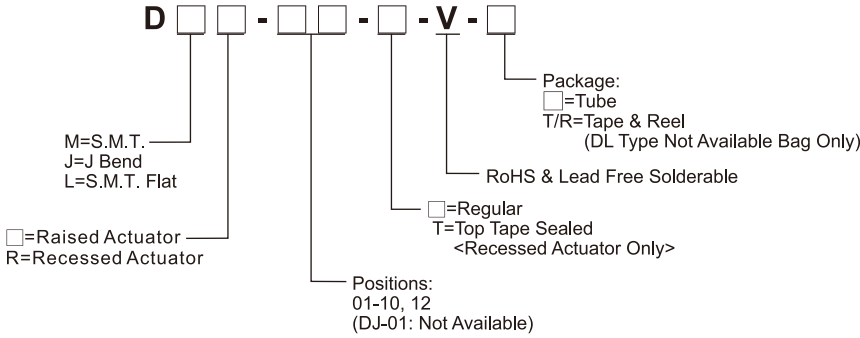 D □ □ - □ □ - □ - V - □
Package:
□=Tube
T/R=Tape & Reel
(DL Type Not Available Bag Only)
M=S.M.T.
J=J Bend
L=S.M.T. Flat
RoHS & Lead Free Solderable
□=Regular
T=Top Tape Sealed
<Recessed Actuator Only>
□=Raised Actuator
R=Recessed Actuator
Positions:
01-10, 12
(DJ-01: Not Available)